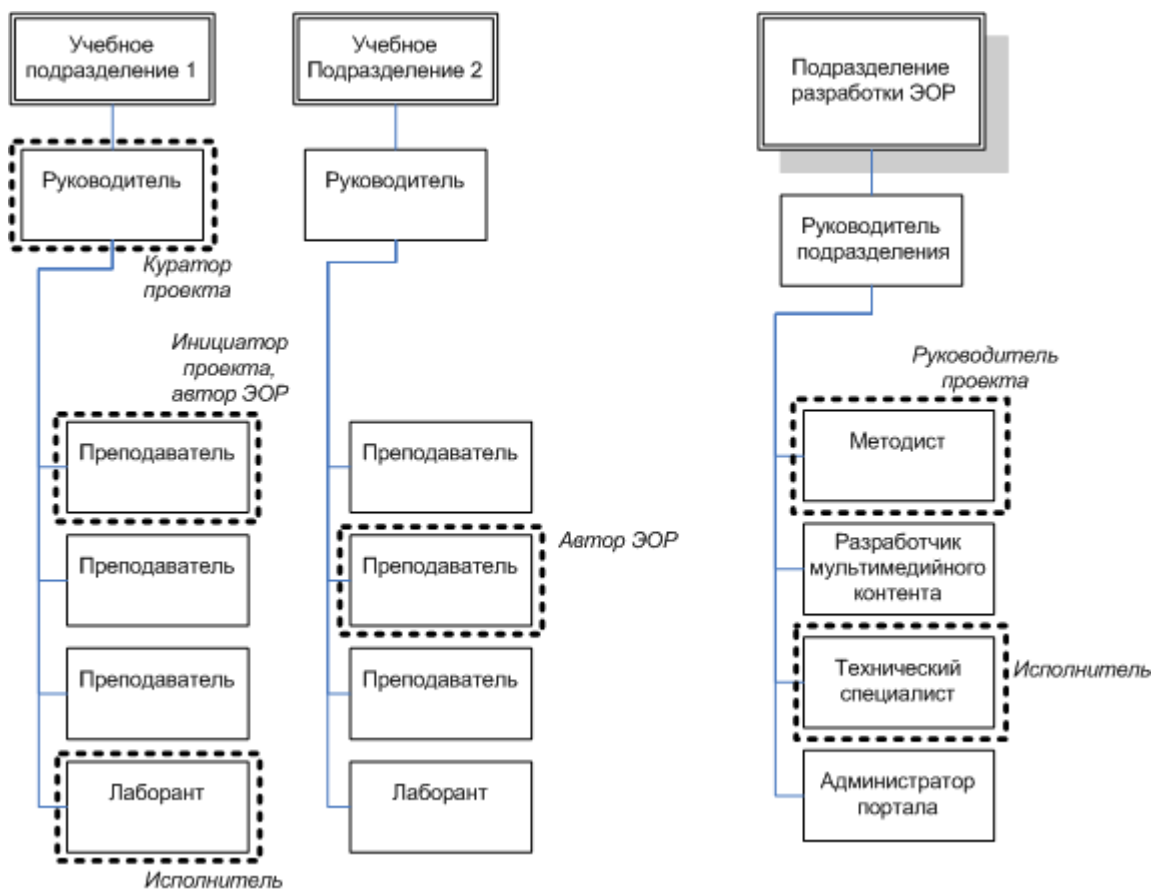 Учебное
подразделение 1
Руководитель
Куратор
проекта
Инициатор
проекта,
автор ЭОР
Преподаватель
Преподаватель
Преподаватель
Лаборант
Исполнитель
Учебное
Подразделение 2
Руководитель
Преподаватель
Преподаватель
Автор ЭОР
Преподаватель
Лаборант
Подразделение
разработки ЭОР
Руководитель
подразделения
Руководитель
проекта
Методист
Разработчик
мультимедийного
контента
Технический
специалист
Исполнитель
Администратор
портала